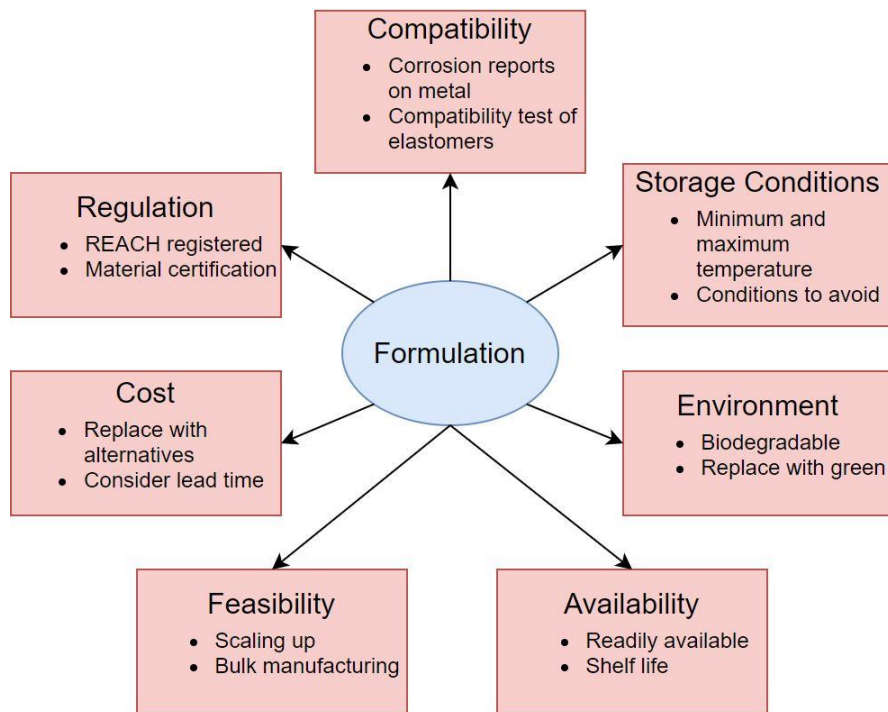 Compatibility
• Corrosion reports
on metal
• Compatibility test of
elastomers
Regulation
• REACH registered
• Material certification
Storage Conditions
• Minimum and
maximum
temperature
• Conditions to avoid
Formulation
Cost
• Replace with
alternatives
• Consider lead time
Environment
• Biodegradable
• Replace with green
Feasibility
• Scaling up
• Bulk manufacturing
Availability
• Readily available
• Shelf life